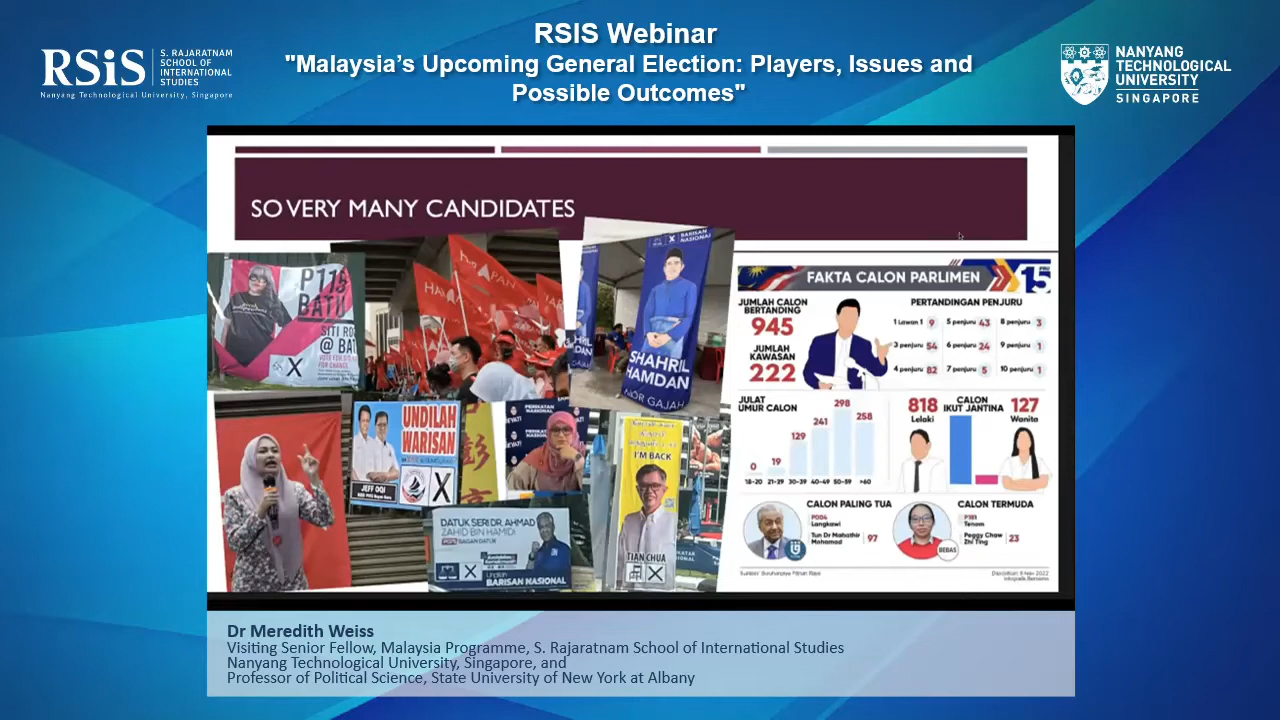 RSIS Webinar
"Malaysia's Upcoming General Election: Players, Issues and
Possible Outcomes"
RSiS
S. RAJARATNAM
SCHOOL OF
INTERNATIONAL
STUDIES
Nanyang Technological University, Singapore
NANYANG
TECHNOLOGICAL
UNIVERSITY
SINGAPORE
SO VERY MANY CANDIDATES
P118
BATU
SITI
@ BAT
X
HARAPAN
BARISAN
NASIONAL
SHAHRIL
HAMDAN
ALOR GAJAH
UNDILAH
WARISAN
JEFF OOI
X
PERIKATAN
NASIONAL
I'M BACK
TIAN CHUA
X
DATUK SERI DR. AHMAD
ZAHID BIN HAMIDI
BAGAN DATUK
X
Undilah
BARISAN NASIONAL
FAKTA CALON PARLIMEN
15
JUMLAH CALON
BERTANDING
945
JUMLAH
KAWASAN
222
PERTANDINGAN PENJURU
1 Lawan 1 9
5 penjuru 43
8 penjuru 3
3 penjuru 54
6 penjuru 24
9 penjuru 1
4 penjuru 82
7 penjuru 5
10 penjuru 1
JULAT
UMUR CALON
0 19 129 241 298 258
18-20 21-29 30-39 40-49 50-59 >60
CALON
IKUT JANTINA
818
Lelaki
127
Wanita
CALON PALING TUA
P004
Langkawi
Tun Dr Mahathir
Mohamad
97
CALON TERMUDA
P181
Tenom
Peggy Chaw
Zhi Ting
23
BEBAS
Dr Meredith Weiss
Visiting Senior Fellow, Malaysia Programme, S. Rajaratnam School of International Studies
Nanyang Technological University, Singapore, and
Professor of Political Science, State University of New York at Albany